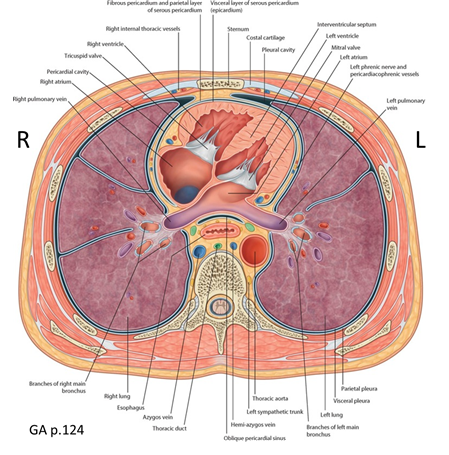 Fibrous pericardium and parietal layer
of serous pericardium
Visceral layer of serous pericardium
(epicardium)
Right internal thoracic vessels
Sternum
Interventricular septum
Right ventricle
Costal cartilage
Left ventricle
Tricuspid valve
Pleural cavity
Mitral valve
Pericardial cavity
Left atrium
Right atrium
Left phrenic nerve and
pericardiacophrenic vessels
Right pulmonary vein
Left pulmonary
vein
R
L
Branches of right main
bronchus
Right lung
Esophagus
Azygos vein
Thoracic duct
Oblique pericardial sinus
Hemi-azygos vein
Left sympathetic trunk
Thoracic aorta
Branches of left main
bronchus
Left lung
Visceral pleura
Parietal pleura
GA p.124